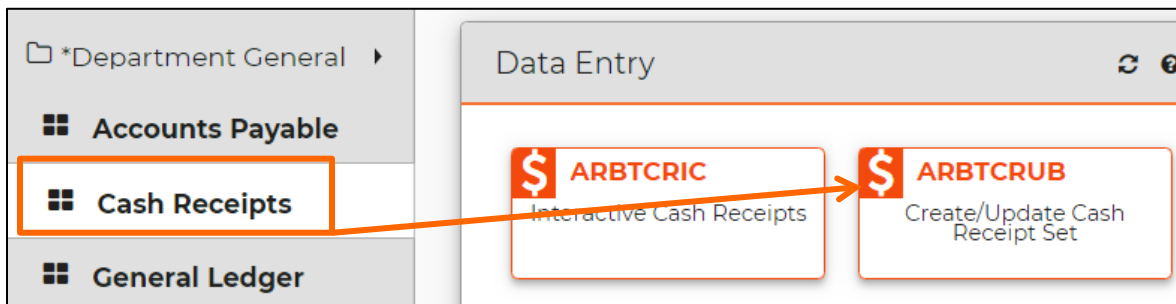 *Department General
Accounts Payable
Cash Receipts
General Ledger
Data Entry
$ ARBTCRIC
Interactive Cash Receipts
$ ARBTCRUB
Create/Update Cash
Receipt Set